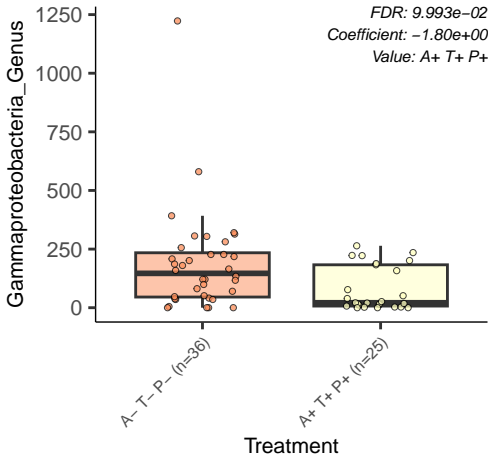 FDR: 9.993e−02
Coefficient: −1.80e+00
Value: A+ T+ P+
Gammaproteobacteria_Genus
1250
1000
750
500
250
0
A− T− P− (n=36)
A+ T+ P+ (n=25)
Treatment